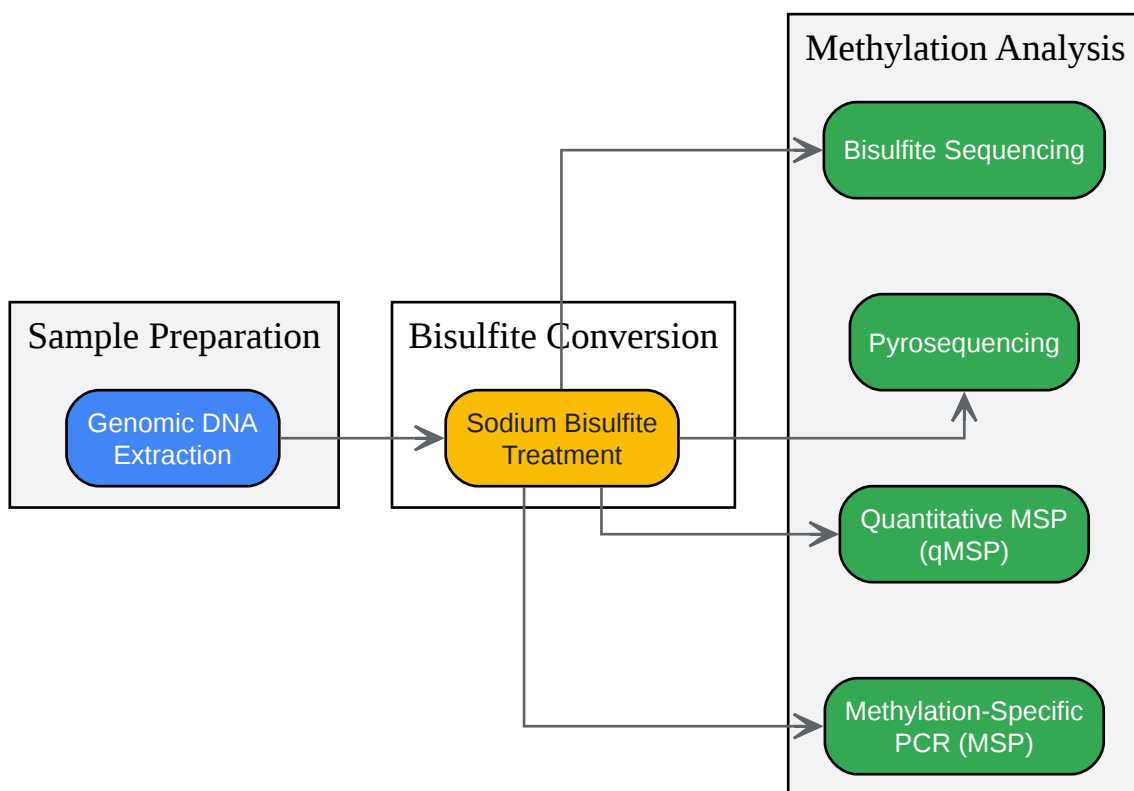 Sample Preparation
Genomic DNA
Extraction
Bisulfite Conversion
Sodium Bisulfite
Treatment
Methylation Analysis
Bisulfite Sequencing
Pyrosequencing
Quantitative MSP
(qMSP)
Methylation-Specific
PCR (MSP)